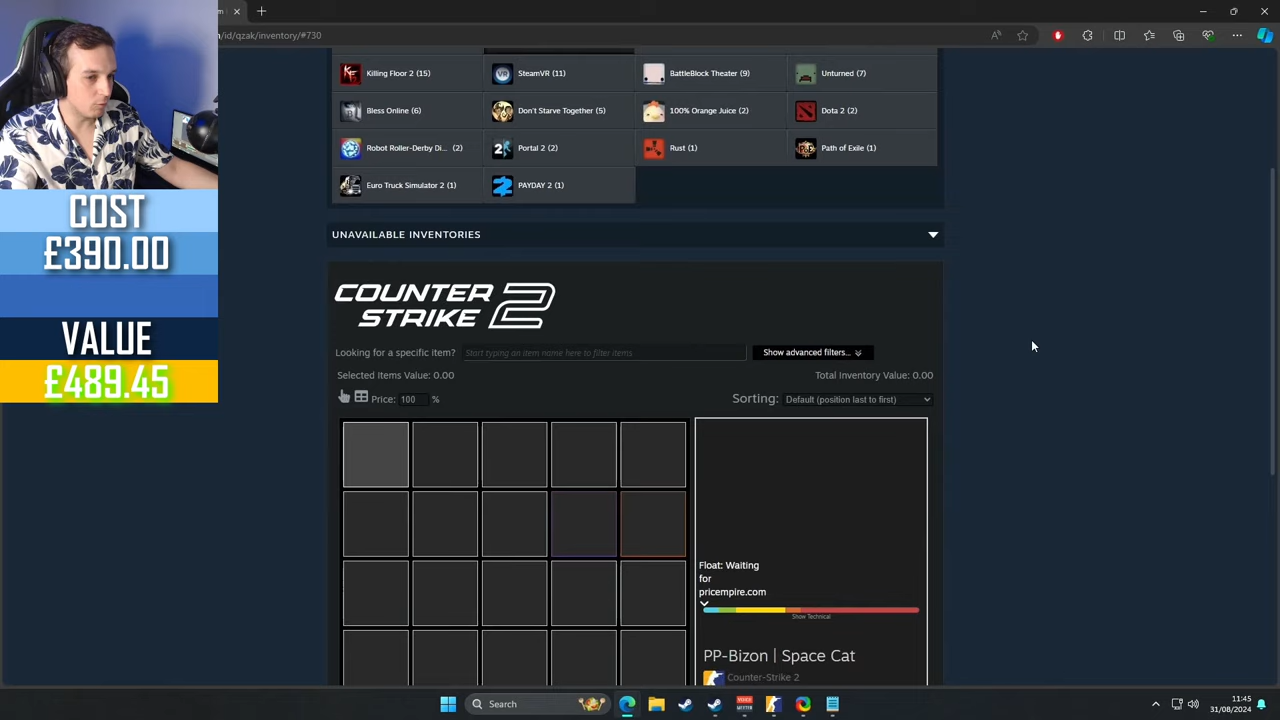 /id/qzak/inventory/#730
Killing Floor 2 (15)
SteamVR (11)
BattleBlock Theater (9)
Unturned (7)
Bless Online (6)
Don't Starve Together (5)
100% Orange Juice (2)
Dota 2 (2)
Robot Roller-Derby Di... (2)
Portal 2 (2)
Rust (1)
Path of Exile (1)
Euro Truck Simulator 2 (1)
PAYDAY 2 (1)
COST
£390.00
VALUE
£489.45
UNAVAILABLE INVENTORIES
COUNTER
STRIKE 2
Looking for a specific item?
Start typing an item name here to filter items
Show advanced filters...
Selected Items Value: 0.00
Total Inventory Value: 0.00
Price: 100 %
Sorting: Default (position last to first)
Float: Waiting
for
pricempire.com
Show Technical
PP-Bizon | Space Cat
Counter-Strike 2
Search
11:45
31/08/2024